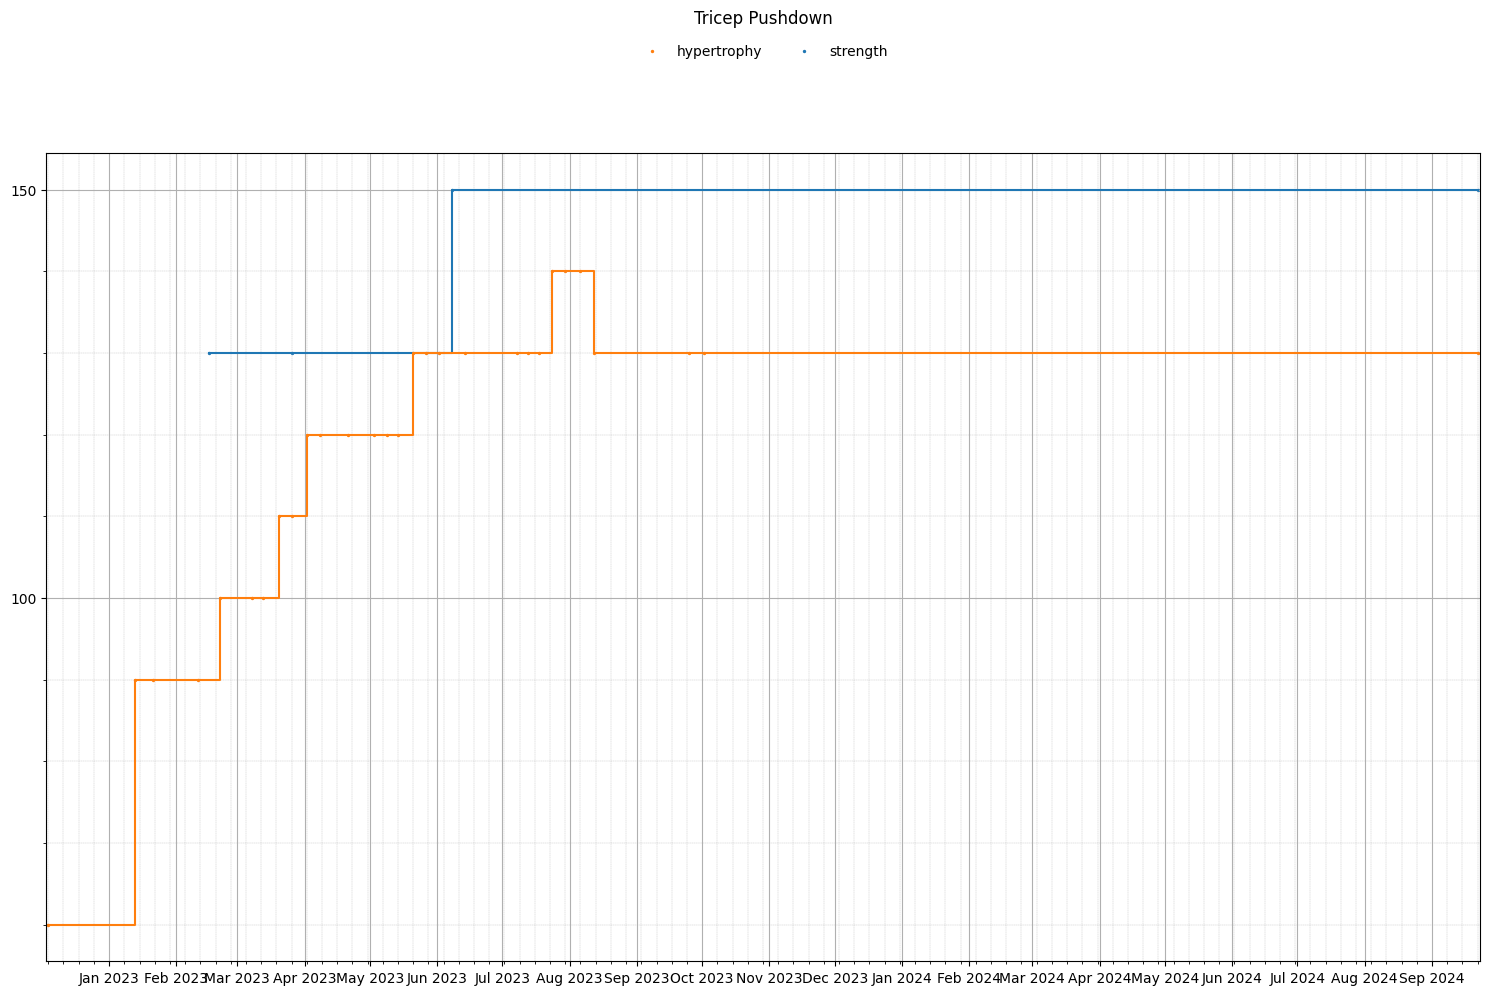 Tricep Pushdown
hypertrophy strength
150
100
Jan 2023 Feb 2023 Mar 2023 Apr 2023 May 2023 Jun 2023 Jul 2023 Aug 2023 Sep 2023 Oct 2023 Nov 2023 Dec 2023 Jan 2024 Feb 2024 Mar 2024 Apr 2024 May 2024 Jun 2024 Jul 2024 Aug 2024 Sep 2024